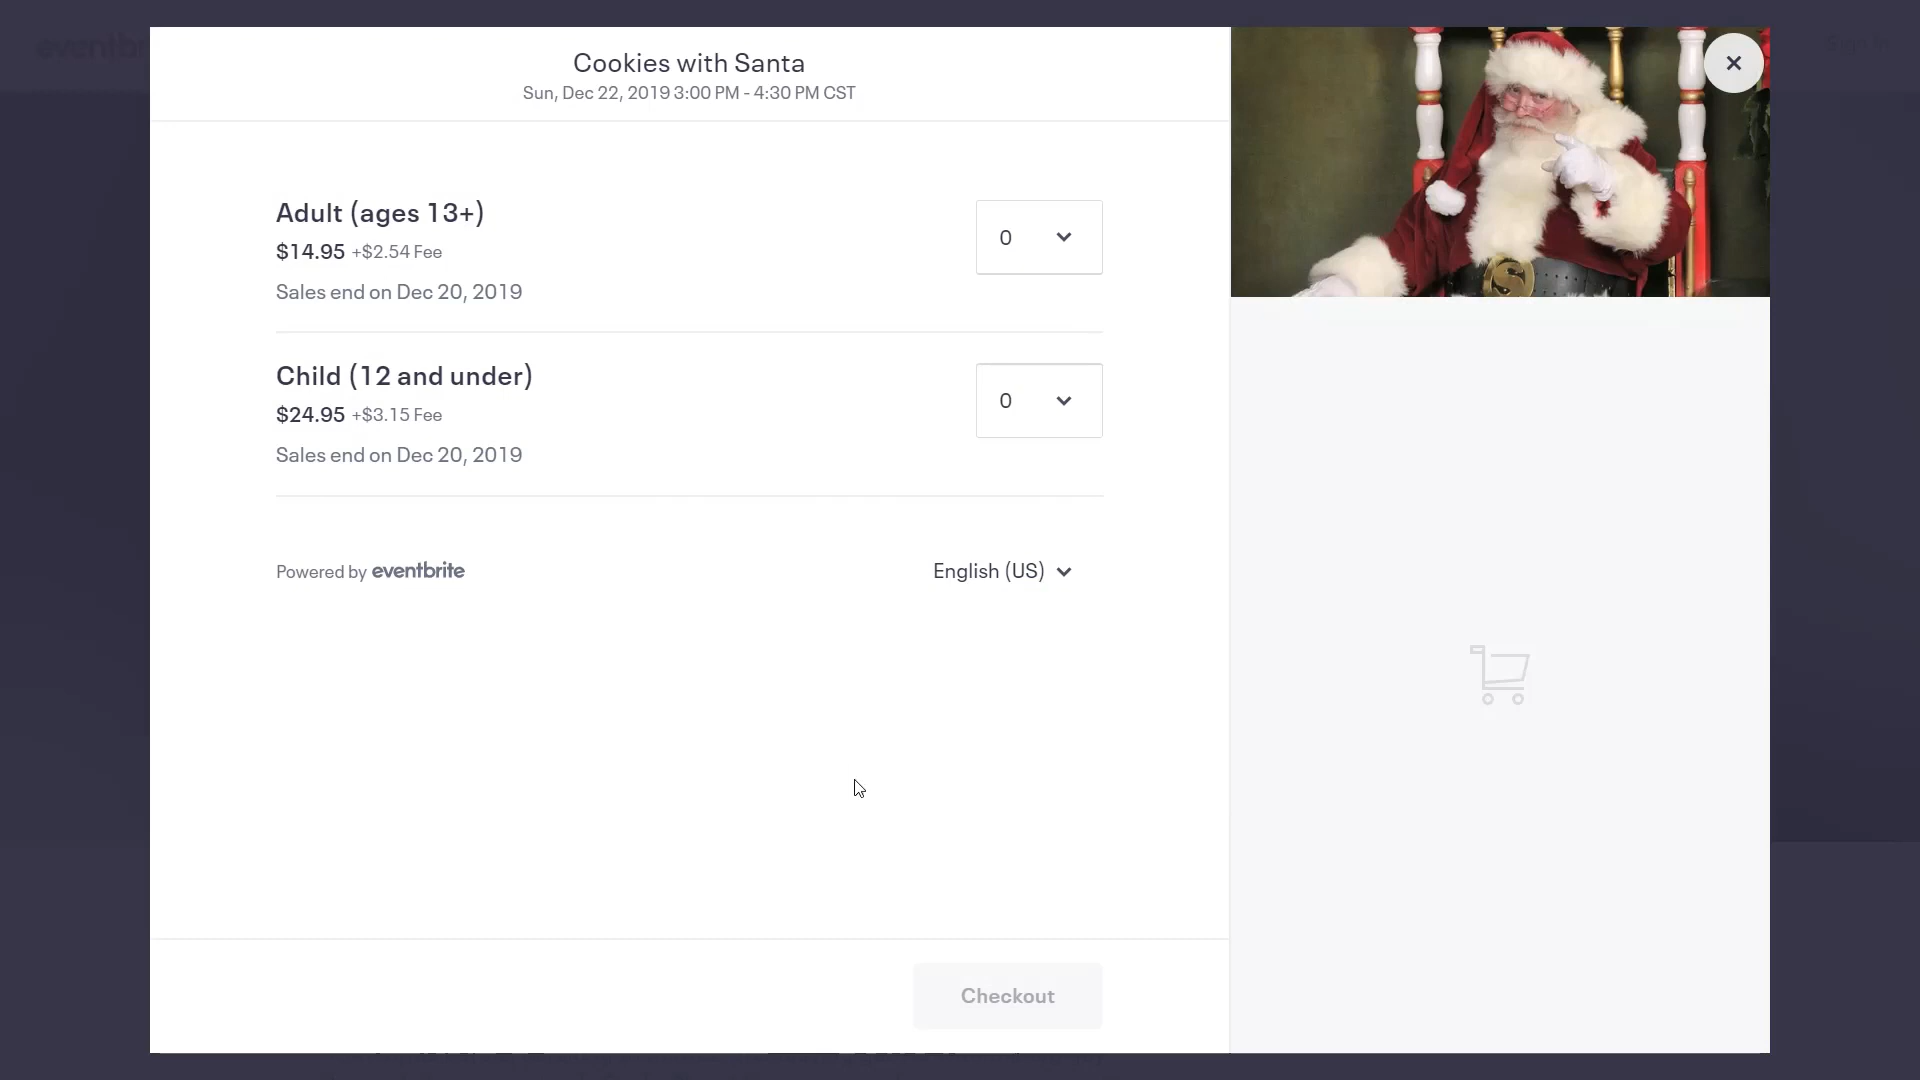 Cookies with Santa
Sun, Dec 22, 2019 3:00 PM - 4:30 PM CST
Adult (ages 13+)
0
$14.95 +$2.54 Fee
Sales end on Dec 20, 2019
Child (12 and under)
0
$24.95 +$3.15 Fee
Sales end on Dec 20, 2019
Powered by eventbrite
English (US)
Checkout